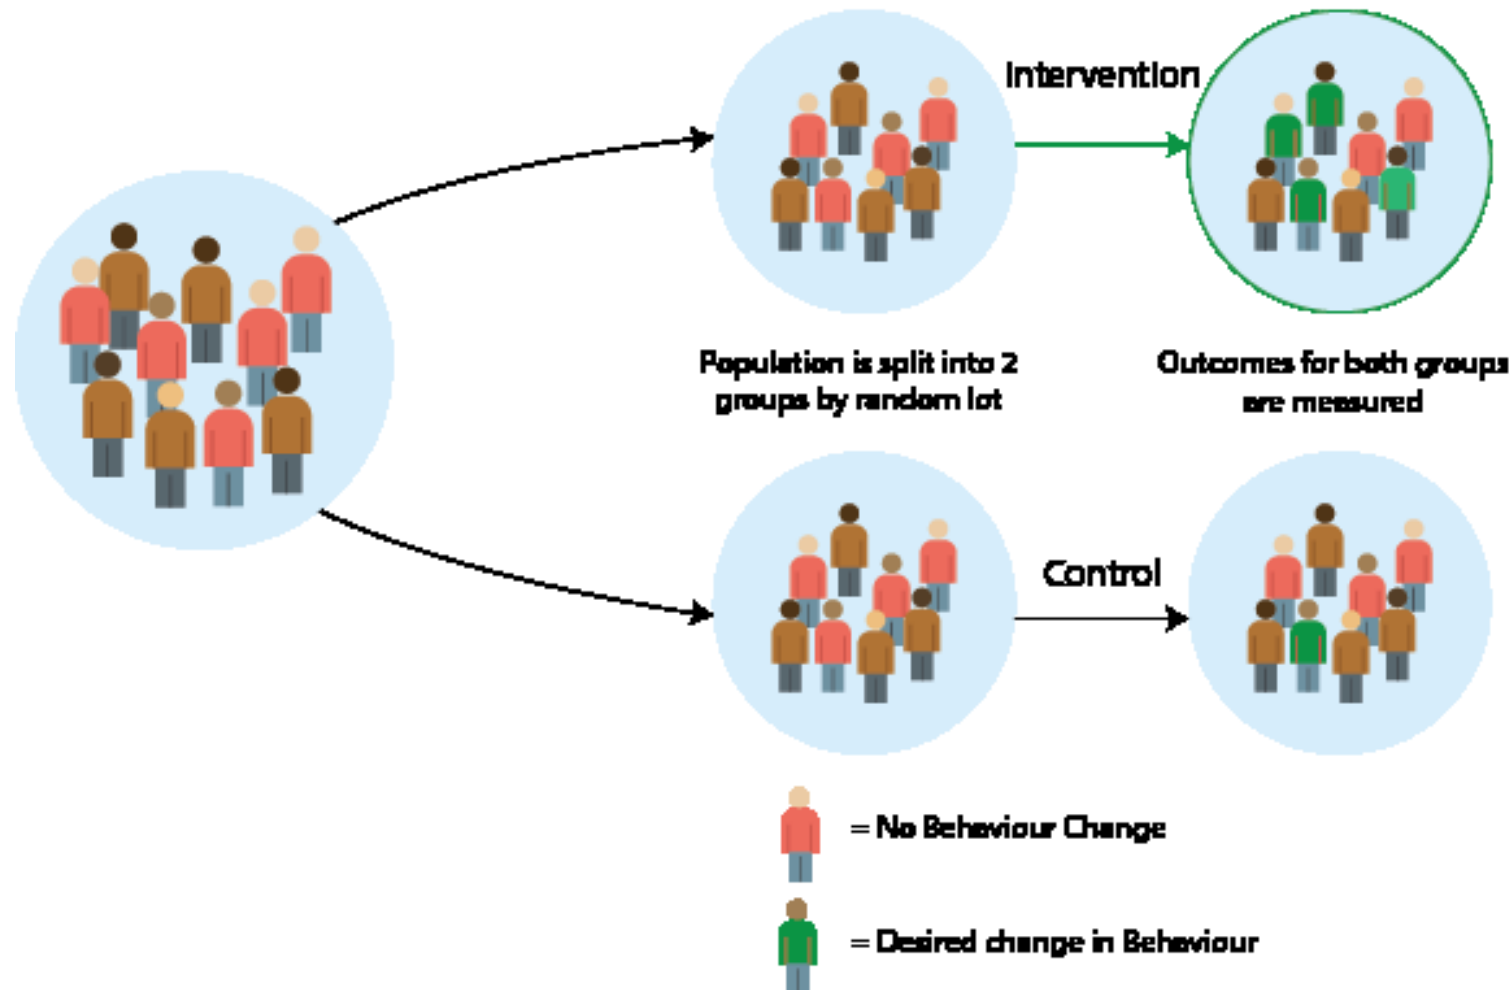 Intervention
Population is split into 2
groups by random lot
Outcomes for both groups
are measured
Control
= No Behaviour Change
= Desired change in Behaviour